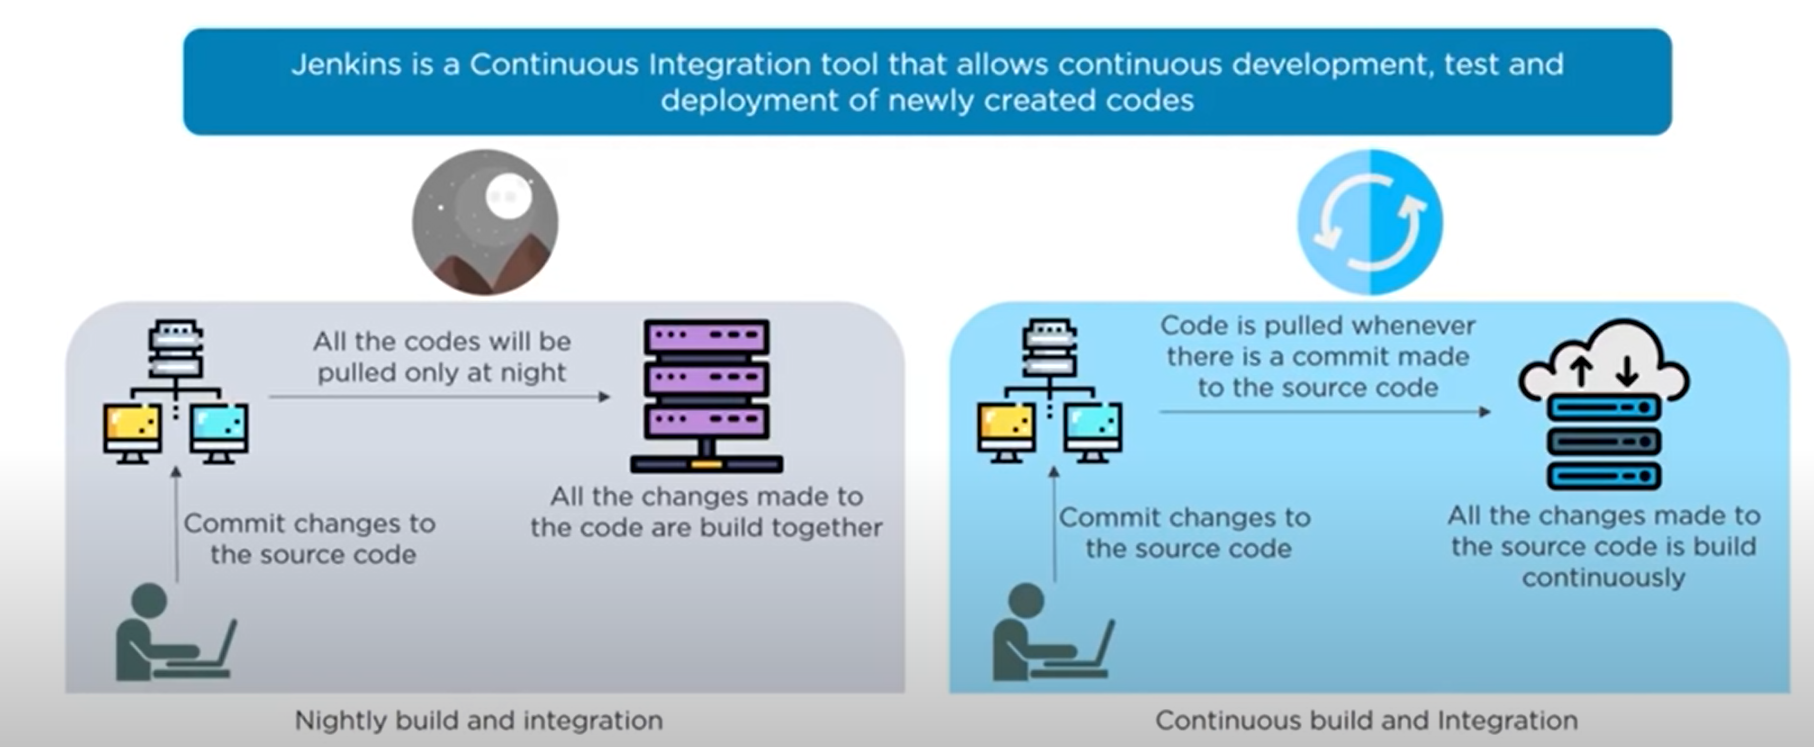 Jenkins is a Continuous Integration tool that allows continuous development, test and
deployment of newly created codes
All the codes will be
pulled only at night
All the changes made to
the code are build together
Commit changes to
the source code
Nightly build and integration
Code is pulled whenever
there is a commit made
to the source code
Commit changes to
the source code
All the changes made to
the source code is build
continuously
Continuous build and Integration